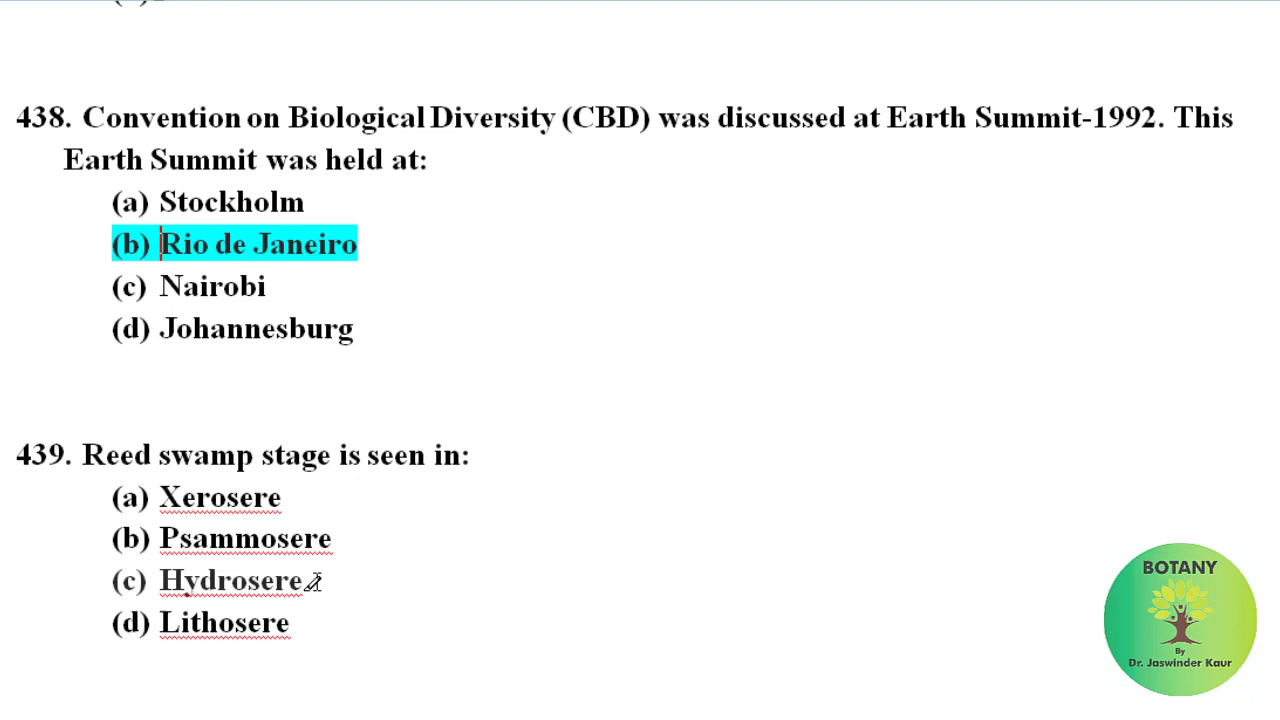 438. Convention on Biological Diversity (CBD) was discussed at Earth Summit-1992. This
Earth Summit was held at:
(a) Stockholm
(b) Rio de Janeiro
(c) Nairobi
(d) Johannesburg
439. Reed swamp stage is seen in:
(a) Xerosere
(b) Psammosere
(c) Hydrosere
(d) Lithosere
BOTANY
By
Dr. Jaswinder Kaur